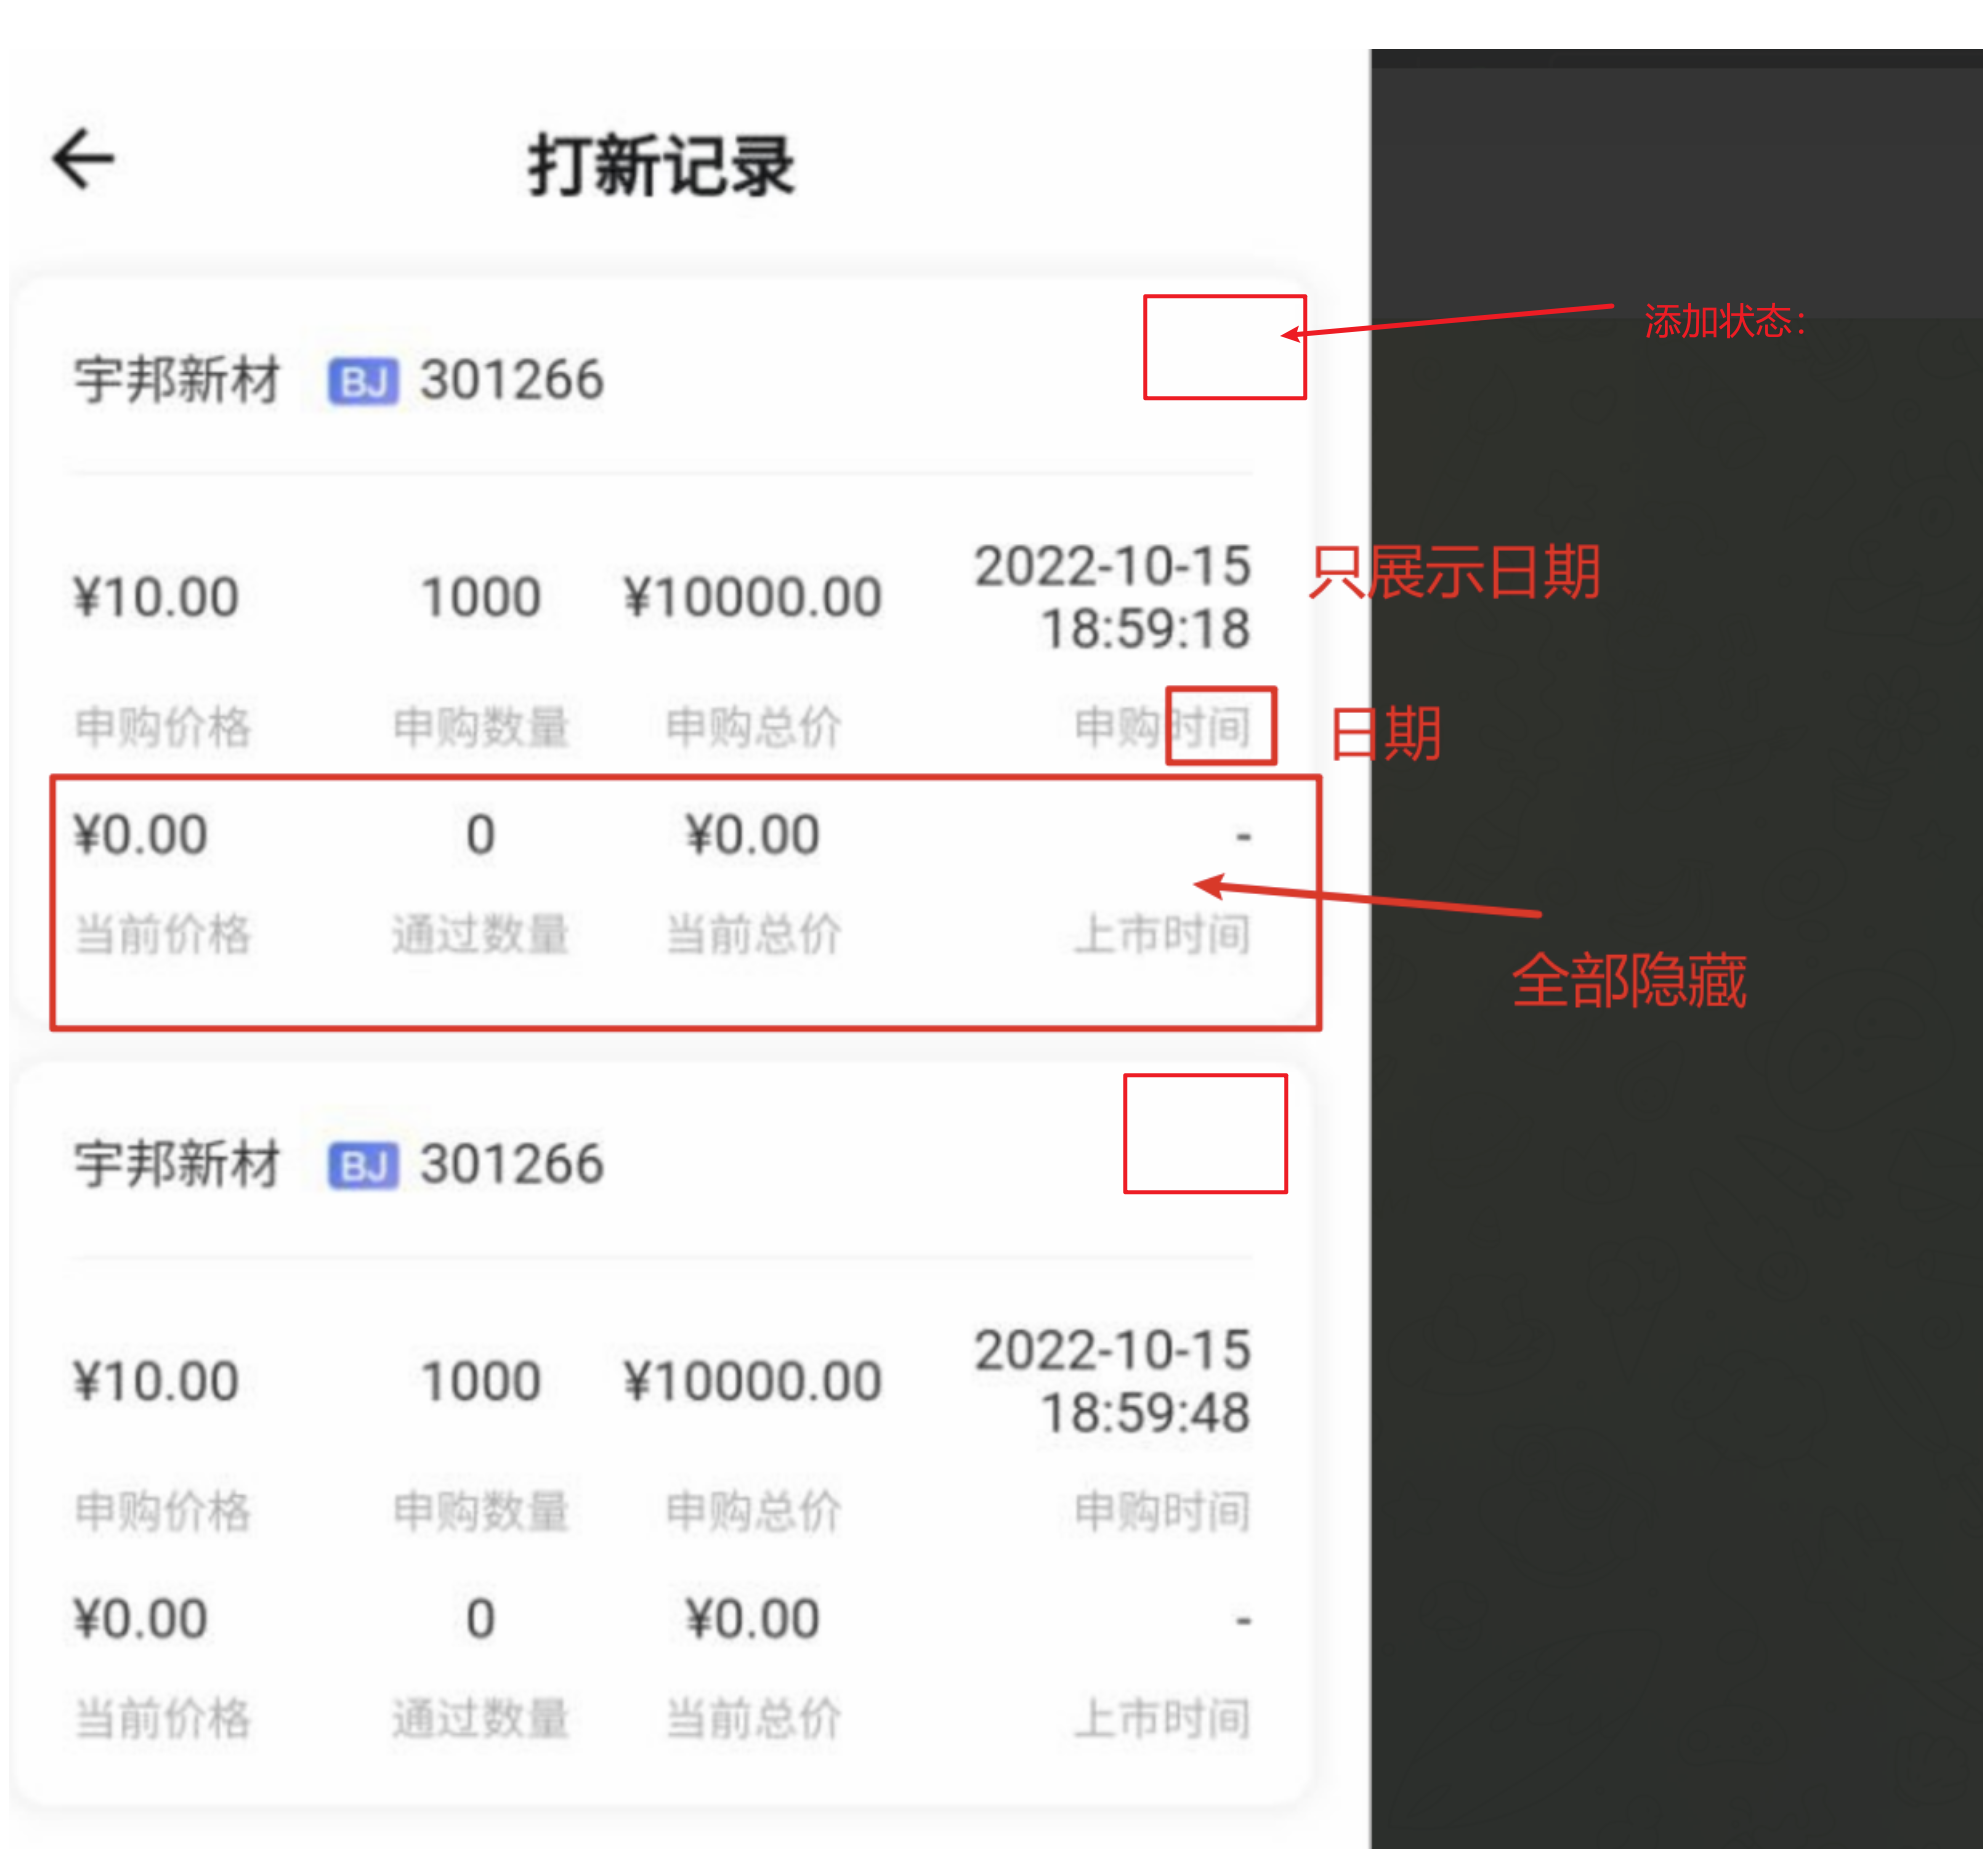 打新记录
添加状态:
宇邦新材 BJ 301266
¥10.00 1000 ¥10000.00 2022-10-15 18:59:18 只展示日期
申购价格 申购数量 申购总价 申购时间 日期
¥0.00 0 ¥0.00 -
当前价格 通过数量 当前总价 上市时间
全部隐藏
宇邦新材 BJ 301266
¥10.00 1000 ¥10000.00 2022-10-15 18:59:48
申购价格 申购数量 申购总价 申购时间
¥0.00 0 ¥0.00 -
当前价格 通过数量 当前总价 上市时间